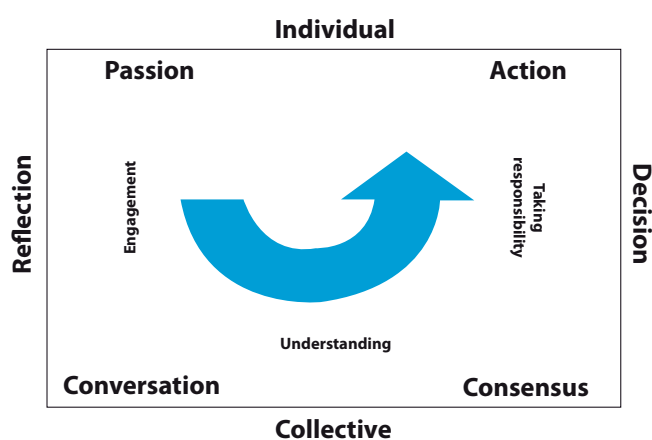 Individual
Passion
Action
Reflection
Engagement
Taking
responsibility
Decision
Understanding
Conversation
Consensus
Collective